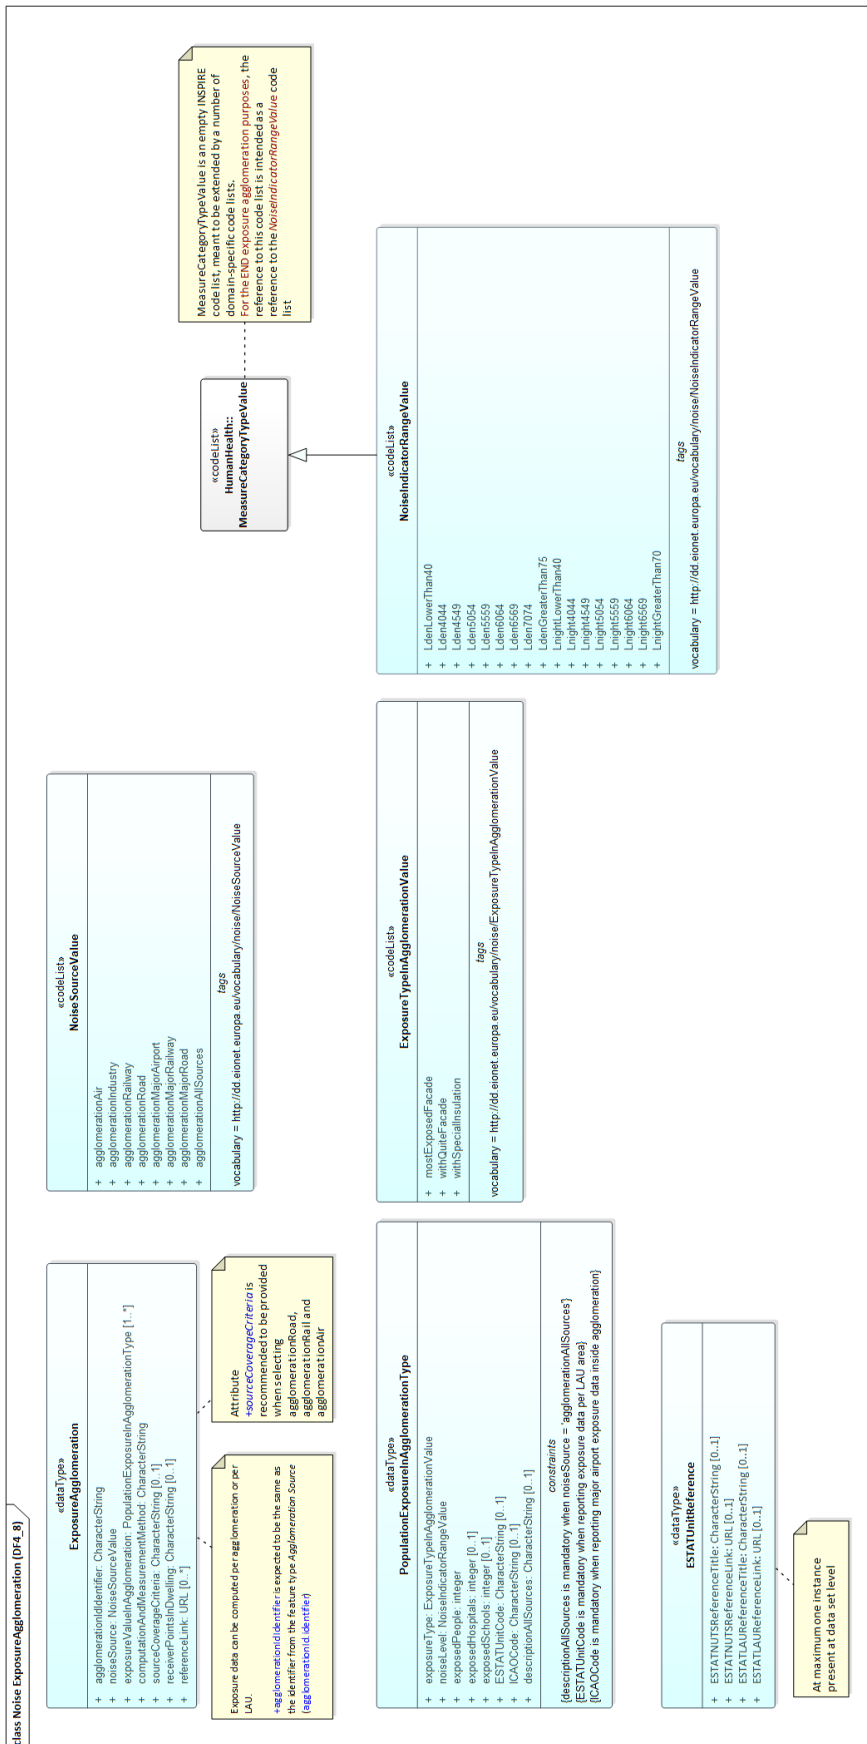 class Noise ExposureAgglomeration (DF4_8)
«dataType»
ExposureAgglomeration
+ agglomerationIdIdentifier: CharacterString
+ noiseSource: NoiseSourceValue
+ exposureValueInAgglomeration: PopulationExposureInAgglomerationType [1..*]
+ computationAndMeasurementMethod: CharacterString
+ sourceCoverageCriteria: CharacterString [0..1]
+ receiverPointsInDwelling: CharacterString [0..1]
+ referenceLink: URL [0..*]
«codeList»
NoiseSourceValue
+ agglomerationAir
+ agglomerationIndustry
+ agglomerationRailway
+ agglomerationRoad
+ agglomerationMajorAirport
+ agglomerationMajorRailway
+ agglomerationMajorRoad
+ agglomerationAllSources
tags
vocabulary = http://dd.eionet.europa.eu/vocabulary/noise/NoiseSourceValue
MeasureCategoryTypeValue is an empty INSPIRE
code list, meant to be extended by a number of
domain-specific code lists.
For the END exposure agglomeration purposes, the
reference to this code list is intended as a
reference to the NoiseIndicatorRangeValue code
list
«codeList»
HumanHealth::
MeasureCategoryTypeValue
Exposure data can be computed per agglomeration or per
LAU.
+agglomerationIdIdentifier is expected to be the same as
the identifier from the feature type Agglomeration Source
(agglomerationId.identifier)
Attribute
+sourceCoverageCriteria is
recommended to be provided
when selecting
agglomerationRoad,
agglomerationRail and
agglomerationAir
«dataType»
PopulationExposureInAgglomerationType
+ exposureType: ExposureTypeInAgglomerationValue
+ noiseLevel: NoiseIndicatorRangeValue
+ exposedPeople: integer
+ exposedHospitals: integer [0..1]
+ exposedSchools: integer [0..1]
+ ESTATUnitCode: CharacterString [0..1]
+ ICAOCode: CharacterString [0..1]
+ descriptionAllSources: CharacterString [0..1]
constraints
{descriptionAllSources is mandatory when noiseSource = 'agglomerationAllSources}
{ESTATUnitCode is mandatory when reporting exposure data per LAU area}
{ICAOCode is mandatory when reporting major airport exposure data inside agglomeration}
«codeList»
ExposureTypeInAgglomerationValue
+ mostExposedFacade
+ withQuiteFacade
+ withSpecialInsulation
tags
vocabulary = http://dd.eionet.europa.eu/vocabulary/noise/ExposureTypeInAgglomerationValue
«codeList»
NoiseIndicatorRangeValue
+ LdenLowerThan40
+ Lden4044
+ Lden4549
+ Lden5054
+ Lden5559
+ Lden6064
+ Lden6569
+ Lden7074
+ LdenGreaterThan75
+ LnightLowerThan40
+ Lnight4044
+ Lnight4549
+ Lnight5054
+ Lnight5559
+ Lnight6064
+ Lnight6569
+ LnightGreaterThan70
tags
vocabulary = http://dd.eionet.europa.eu/vocabulary/noise/NoiseIndicatorRangeValue
«dataType»
ESTATUnitReference
+ ESTATNUTSReferenceTitle: CharacterString [0..1]
+ ESTATNUTSReferenceLink: URL [0..1]
+ ESTATLAUReferenceTitle: CharacterString [0..1]
+ ESTATLAUReferenceLink: URL [0..1]
At maximum one instance
present at data set level